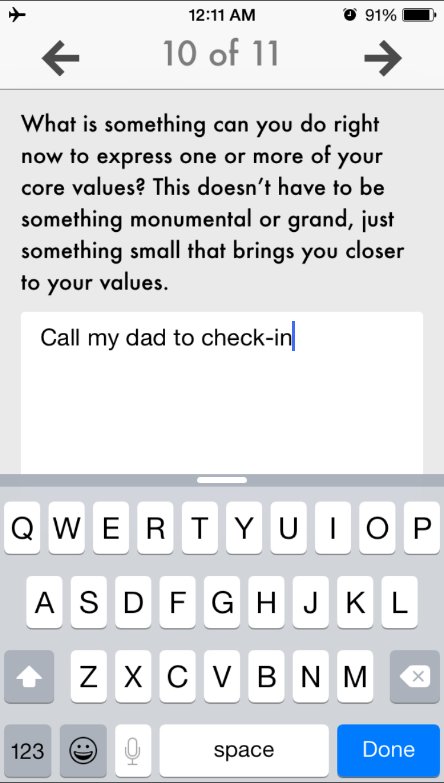 12:11 AM 91%
10 of 11
What is something can you do right
now to express one or more of your
core values? This doesn't have to be
something monumental or grand, just
something small that brings you closer
to your values.
Call my dad to check-in
Q W E R T Y U I O P
A S D F G H J K L
Z X C V B N M
123 space Done